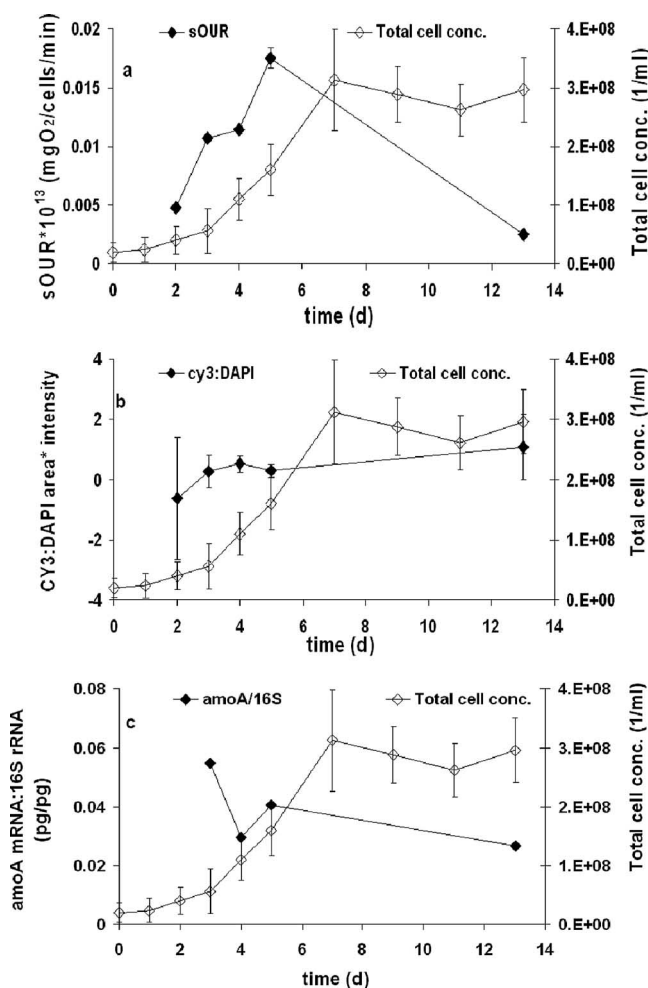 sOUR Total cell conc.
a
0.02 0.015 0.01 0.005 0
4.E+08 3.E+08 2.E+08 1.E+08 0.E+00
sOUR*10¹³ (mgO₂/cells/min)
Total cell conc. (1/ml)
0 2 4 6 8 10 12 14
time (d)
cy3:DAPI Total cell conc.
b
4 2 0 -2 -4
4.E+08 3.E+08 2.E+08 1.E+08 0.E+00
CY3:DAPI area* intensity
Total cell conc. (1/ml)
0 2 4 6 8 10 12 14
time (d)
amoA/16S Total cell conc.
c
0.08 0.06 0.04 0.02 0
4.E+08 3.E+08 2.E+08 1.E+08 0.E+00
amoA mRNA:16S rRNA
(pg/pg)
Total cell conc. (1/ml)
0 2 4 6 8 10 12 14
time (d)